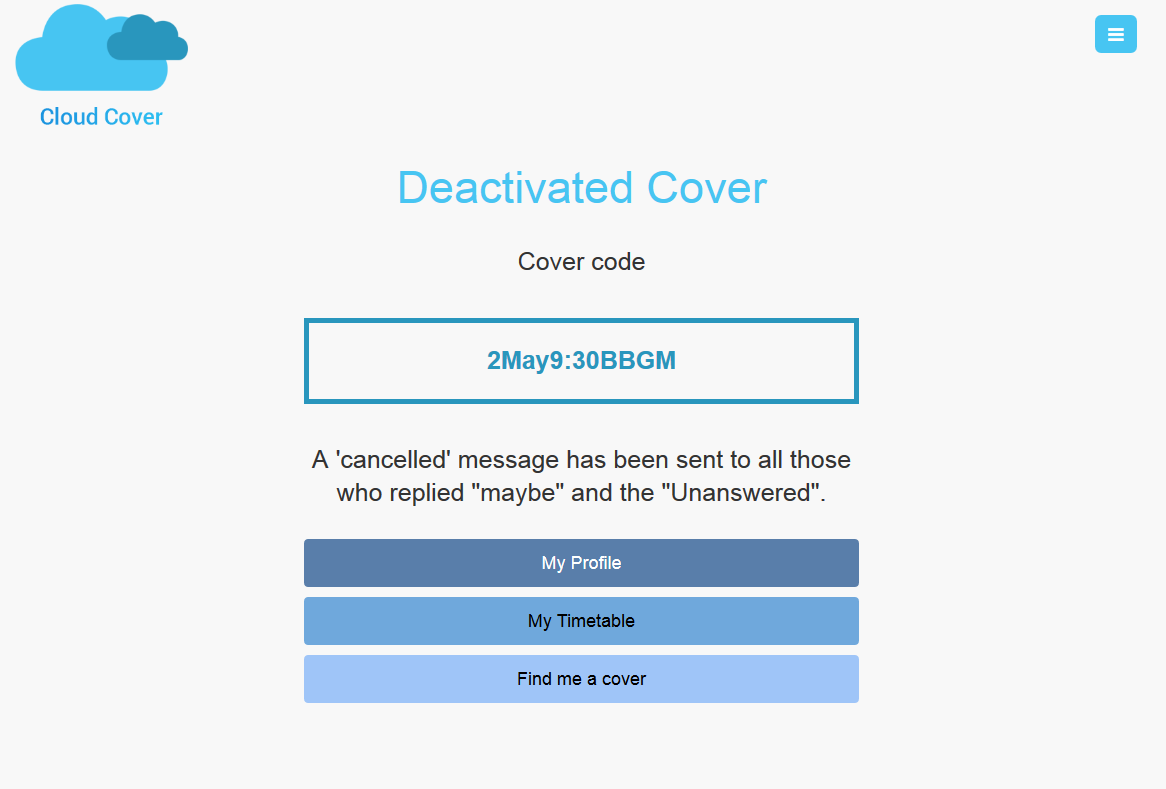 Cloud Cover
Deactivated Cover
Cover code
2May9:30BBGM
A 'cancelled' message has been sent to all those
who replied "maybe" and the "Unanswered".
My Profile
My Timetable
Find me a cover